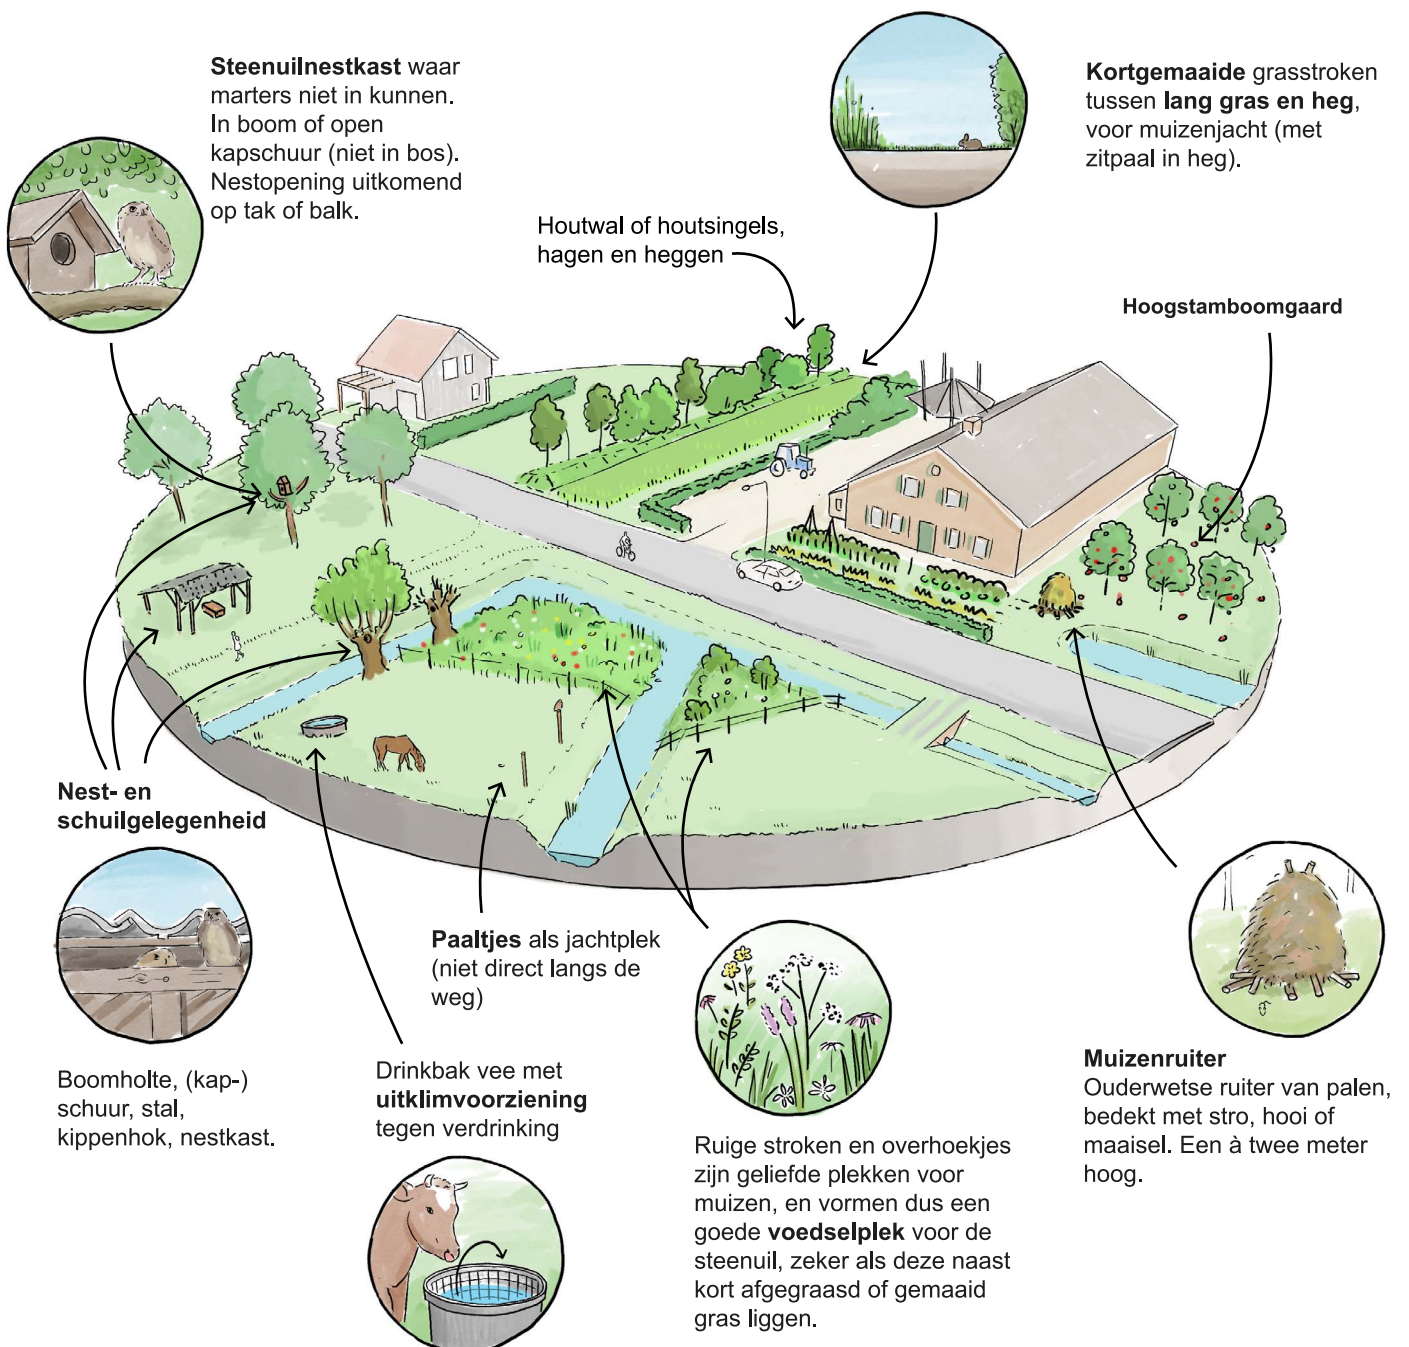 Steenuilnestkast waar
marters niet in kunnen.
In boom of open
kapschuur (niet in bos).
Nestopening uitkomend
op tak of balk.
Kortgemaaide grasstroken
tussen lang gras en heg,
voor muizenjacht (met
zitpaal in heg).
Houtwal of houtsingels,
hagen en heggen
Hoogstamboomgaard
Nest- en
schuilgelegenheid
Boomholte, (kap-)
schuur, stal,
kippenhok, nestkast.
Paaltjes als jachtplek
(niet direct langs de
weg)
Drinkbak vee met
uitklimvoorziening
tegen verdrinking
Ruige stroken en overhoekjes
zijn geliefde plekken voor
muizen, en vormen dus een
goede voedselplek voor de
steenuil, zeker als deze naast
kort afgegraasd of gemaaid
gras liggen.
Muizenruiter
Ouderwetse ruiter van palen,
bedekt met stro, hooi of
maaisel. Een à twee meter
hoog.